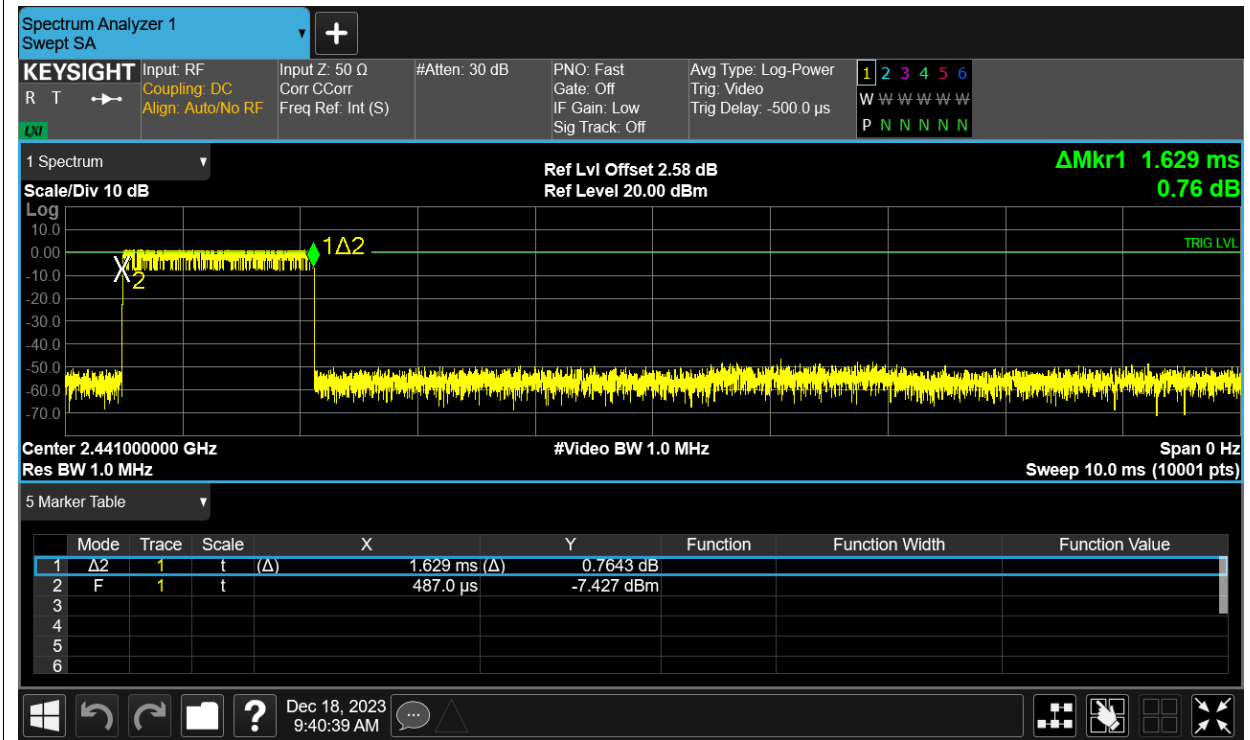 Spectrum Analyzer 1
Swept SA
KEYSIGHT Input: RF Input Z: 50 Ω #Atten: 30 dB PNO: Fast Avg Type: Log-Power 1 2 3 4 5 6
R T Coupling: DC Corr CCorr Gate: Off Trig: Video W W W W W W
Align: Auto/No RF Freq Ref: Int (S) IF Gain: Low Trig Delay: -500.0 µs
LXI Sig Track: Off P N N N N N
1 Spectrum Ref Lvl Offset 2.58 dB ΔMkr1 1.629 ms
Scale/Div 10 dB Ref Level 20.00 dBm 0.76 dB
Log
10.0
0.00 1Δ2 TRIG LVL
-10.0 X2
-20.0
-30.0
-40.0
-50.0
-60.0
-70.0
Center 2.441000000 GHz #Video BW 1.0 MHz Span 0 Hz
Res BW 1.0 MHz Sweep 10.0 ms (10001 pts)
5 Marker Table
Mode Trace Scale X Y Function Function Width Function Value
1 Δ2 1 t (Δ) 1.629 ms (Δ) 0.7643 dB
2 F 1 t 487.0 µs -7.427 dBm
3
4
5
6
? Dec 18, 2023
9:40:39 AM